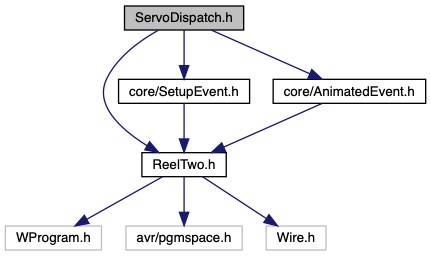 ServoDispatch.h
core/SetupEvent.h
core/AnimatedEvent.h
ReelTwo.h
WProgram.h
avr/pgmspace.h
Wire.h